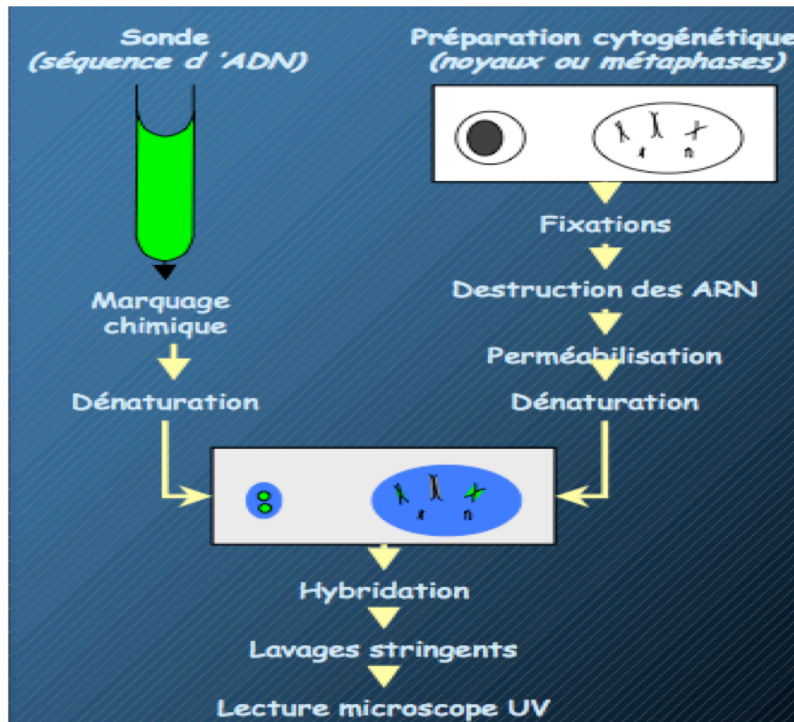 Sonde
(séquence d 'ADN)
Préparation cytogénétique
(noyaux ou métaphases)
Fixations
Destruction des ARN
Perméabilisation
Dénaturation
Marquage
chimique
Dénaturation
Hybridation
Lavages stringents
Lecture microscope UV